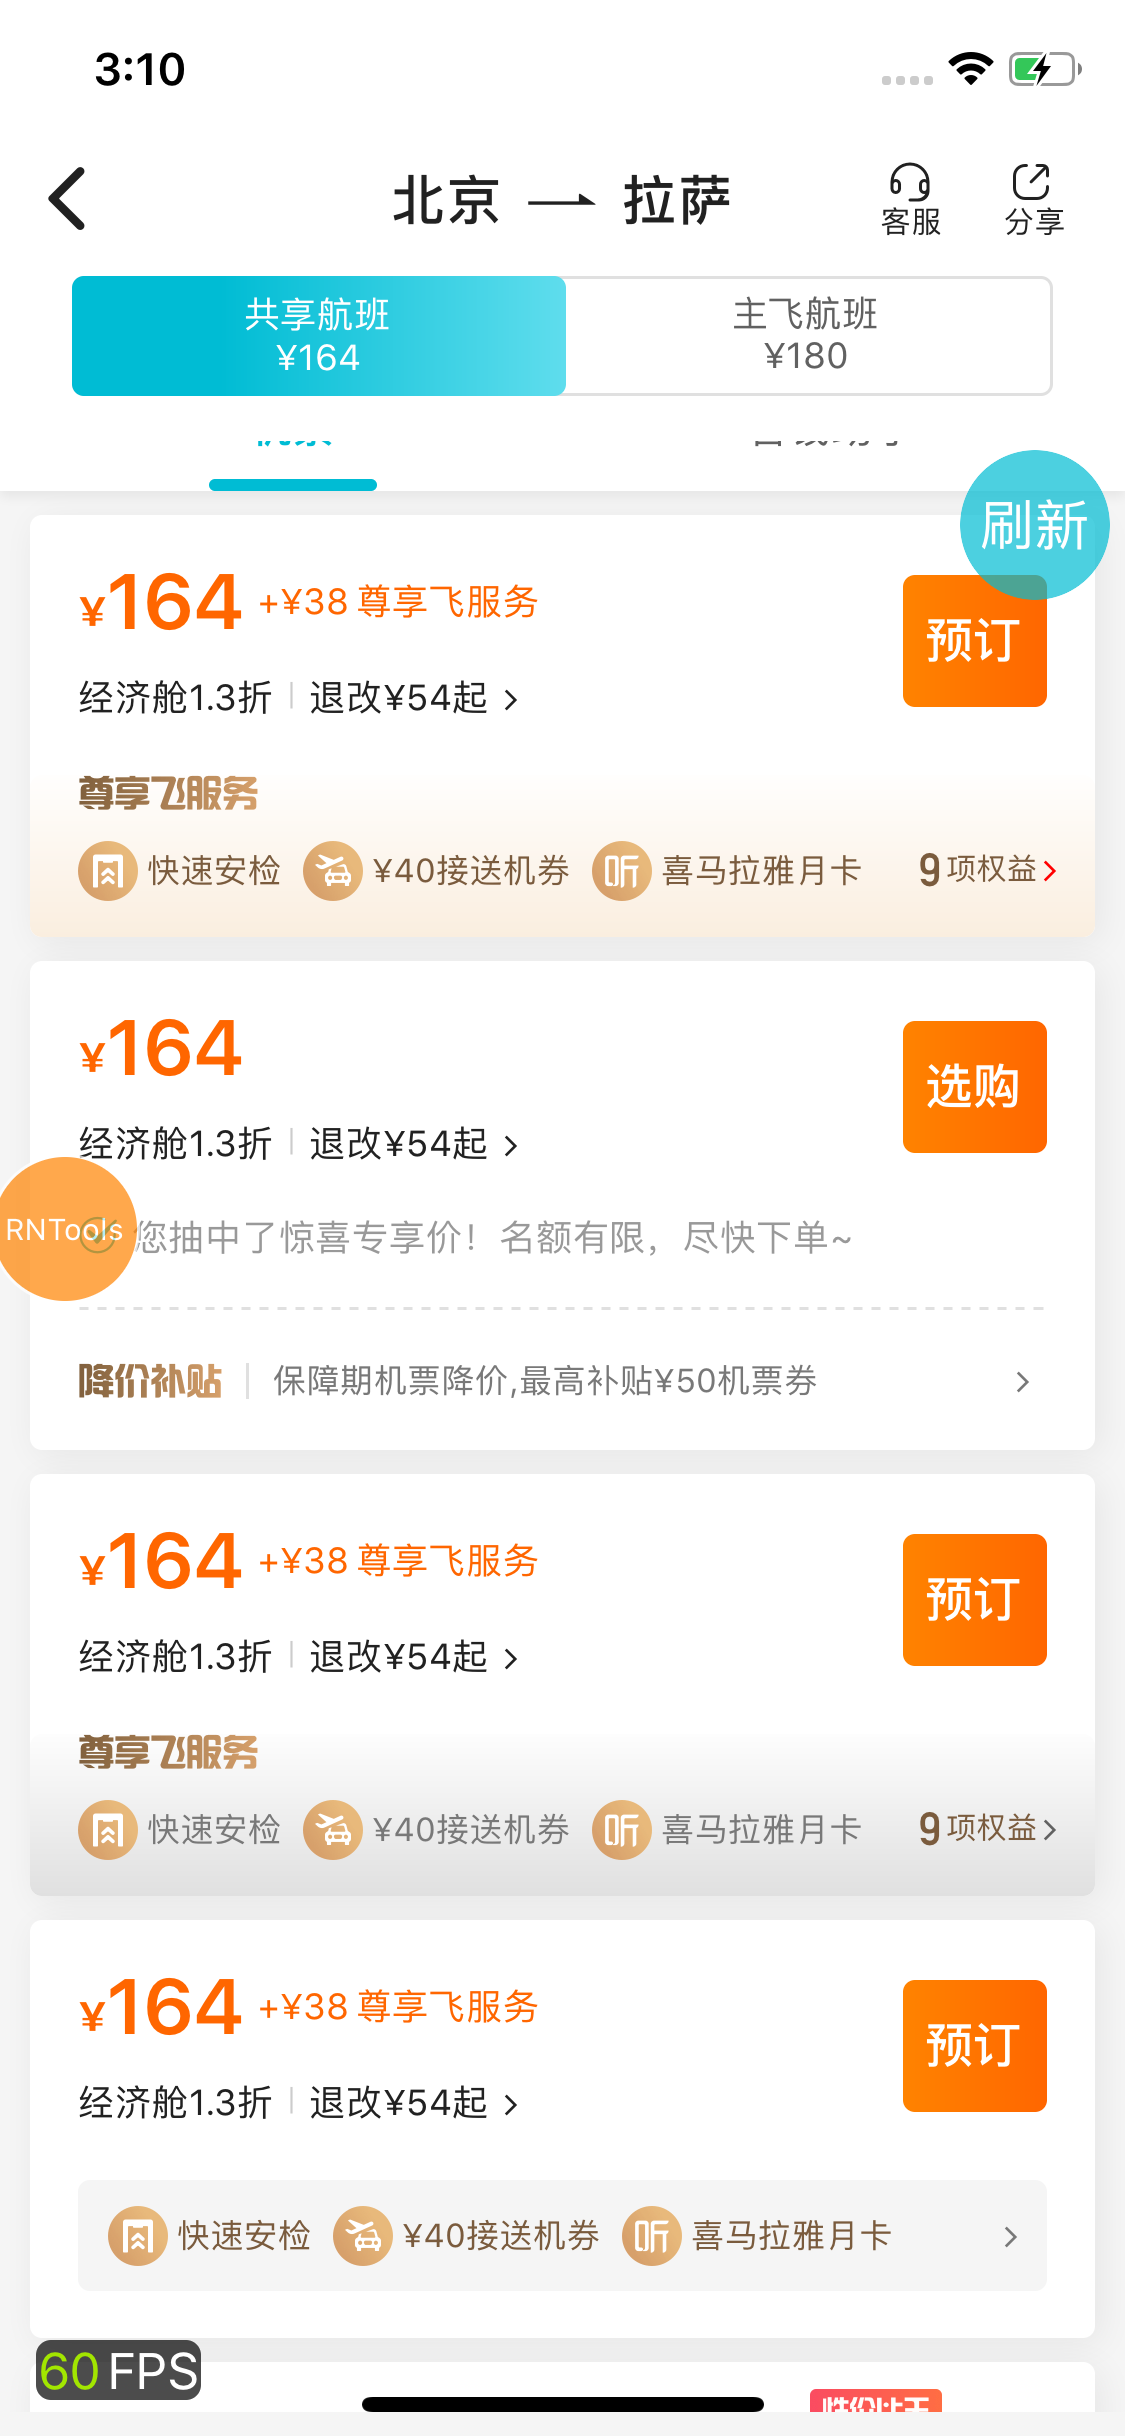 3:10
北京 拉萨
客服
分享
共享航班
¥164
主飞航班
¥180
刷新
¥164 +¥38 尊享飞服务
预订
经济舱1.3折 退改¥54起
尊享飞服务
快速安检 ¥40接送机券 听 喜马拉雅月卡 9项权益
¥164
选购
经济舱1.3折 退改¥54起
RNTools
您抽中了惊喜专享价！名额有限，尽快下单~
降价补贴 保障期机票降价,最高补贴¥50机票券
¥164 +¥38 尊享飞服务
预订
经济舱1.3折 退改¥54起
尊享飞服务
快速安检 ¥40接送机券 听 喜马拉雅月卡 9项权益
¥164 +¥38 尊享飞服务
预订
经济舱1.3折 退改¥54起
快速安检 ¥40接送机券 听 喜马拉雅月卡
60 FPS